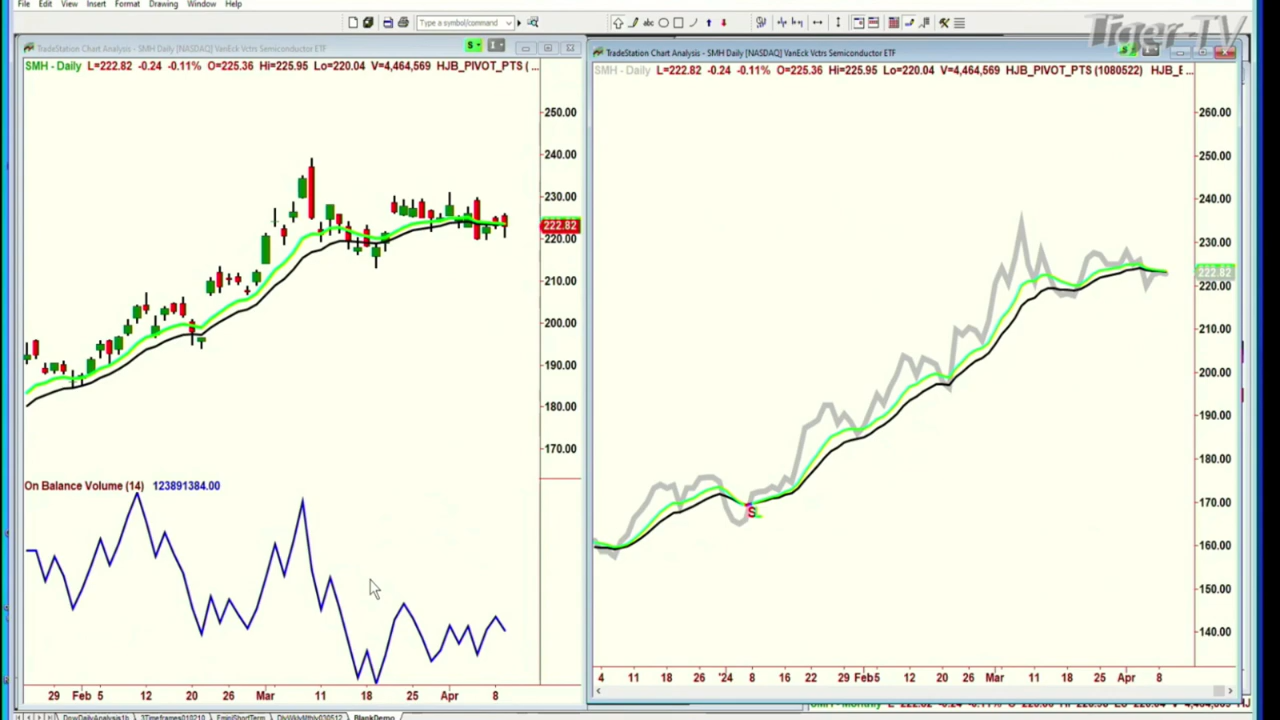 File Edit View Insert Format Drawing Window Help
Type a symbol/command
Tiger-TV
TradeStation Chart Analysis - SMH Daily [NASDAQ] VanEck Vctrs Semiconductor ETF
SMH - Daily L=222.82 -0.24 -0.11% O=225.36 Hi=225.95 Lo=220.04 V=4,464,569 HJB_PIVOT_PTS ( ...
250.00
240.00
230.00
222.82
220.00
210.00
200.00
190.00
180.00
170.00
On Balance Volume (14) 123891384.00
29 Feb 5 12 20 26 Mar 11 18 25 Apr 8
TradeStation Chart Analysis - SMH Daily [NASDAQ] VanEck Vctrs Semiconductor ETF
SMH - Daily L=222.82 -0.24 -0.11% O=225.36 Hi=225.95 Lo=220.04 V=4,464,569 HJB_PIVOT_PTS (1080522) HJB_E ...
260.00
250.00
240.00
230.00
222.82
220.00
210.00
200.00
190.00
180.00
170.00
160.00
150.00
140.00
S
4 11 18 26 '24 8 16 22 29 Feb5 12 20 26 Mar 11 18 25 Apr 8
3Timeframes010210 EminiShortTerm DlyWklyMthly030512 BlankDemo